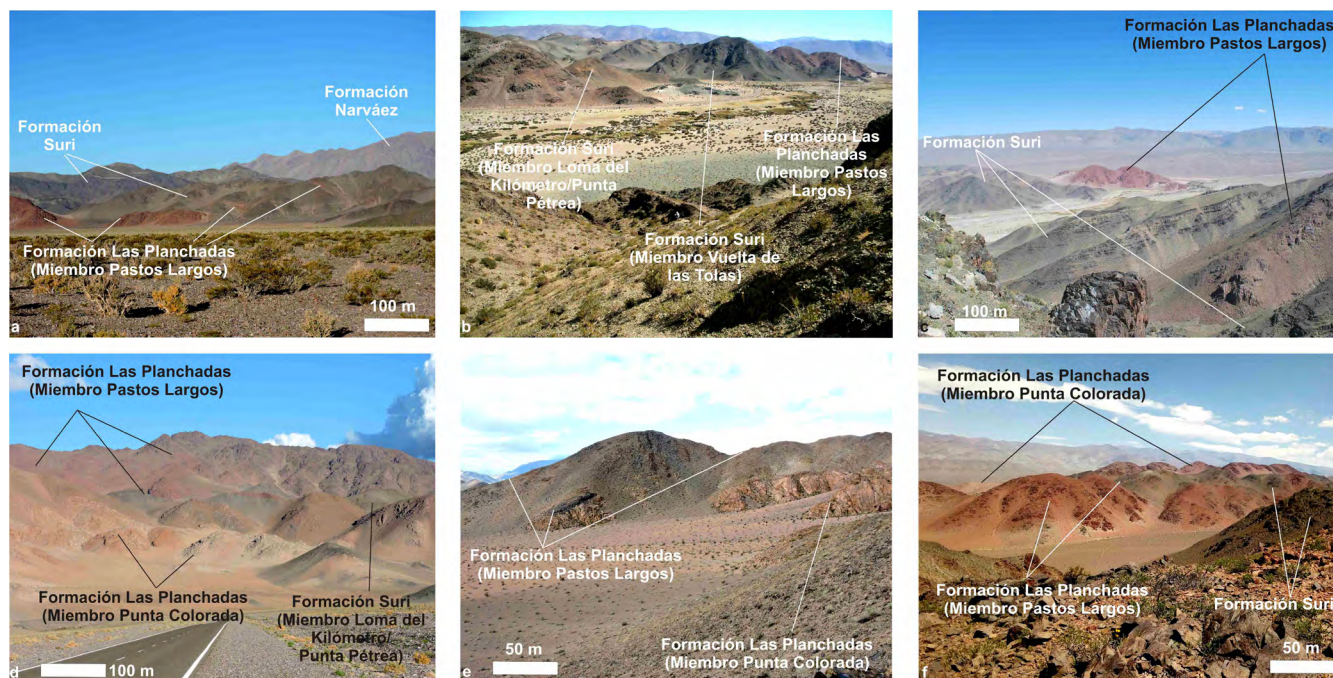 Formación
Narváez
Formación
Suri
Formación Las Planchadas
(Miembro Pastos Largos)
100 m
a
Formación Suri
(Miembro Loma del
Kilómetro/Punta
Pétrea)
Formación Las
Planchadas
(Miembro Pastos
Largos)
Formación Suri
(Miembro Vuelta de
las Tolas)
b
Formación Las Planchadas
(Miembro Pastos Largos)
Formación Suri
100 m
c
Formación Las Planchadas
(Miembro Pastos Largos)
Formación Las Planchadas
(Miembro Punta Colorada)
Formación Suri
(Miembro Loma del
Kilómetro/
Punta Pétrea)
100 m
d
Formación Las Planchadas
(Miembro Pastos Largos)
Formación Las Planchadas
(Miembro Punta Colorada)
50 m
e
Formación Las Planchadas
(Miembro Punta Colorada)
Formación Las Planchadas
(Miembro Pastos Largos)
Formación Suri
50 m
f